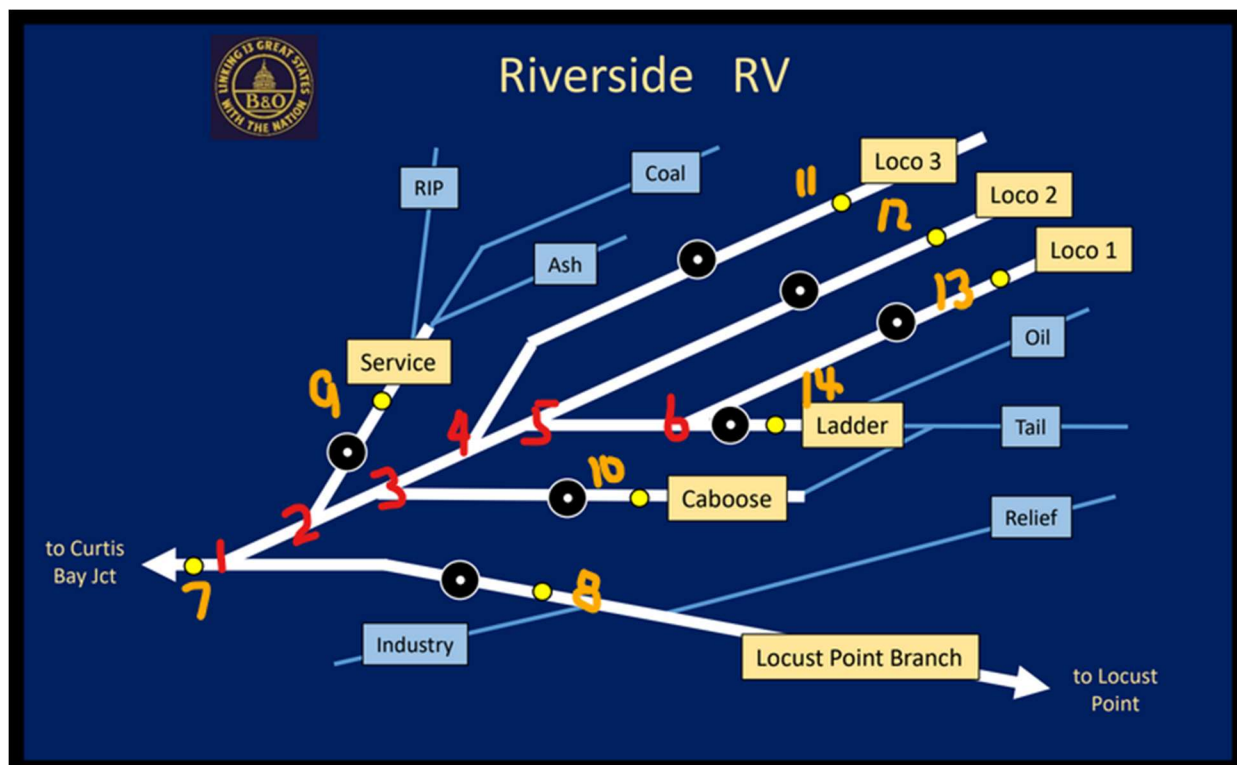 LINKING 13 GREAT STATES
B&O
WITH THE NATION
Riverside RV
RIP
Coal
Ash
Loco 3
Loco 2
Loco 1
11
12
13
Service
9
Oil
14
4
5
6
Ladder
Tail
10
3
Caboose
2
Relief
to Curtis
Bay Jct
1
7
8
Industry
Locust Point Branch
to Locust
Point